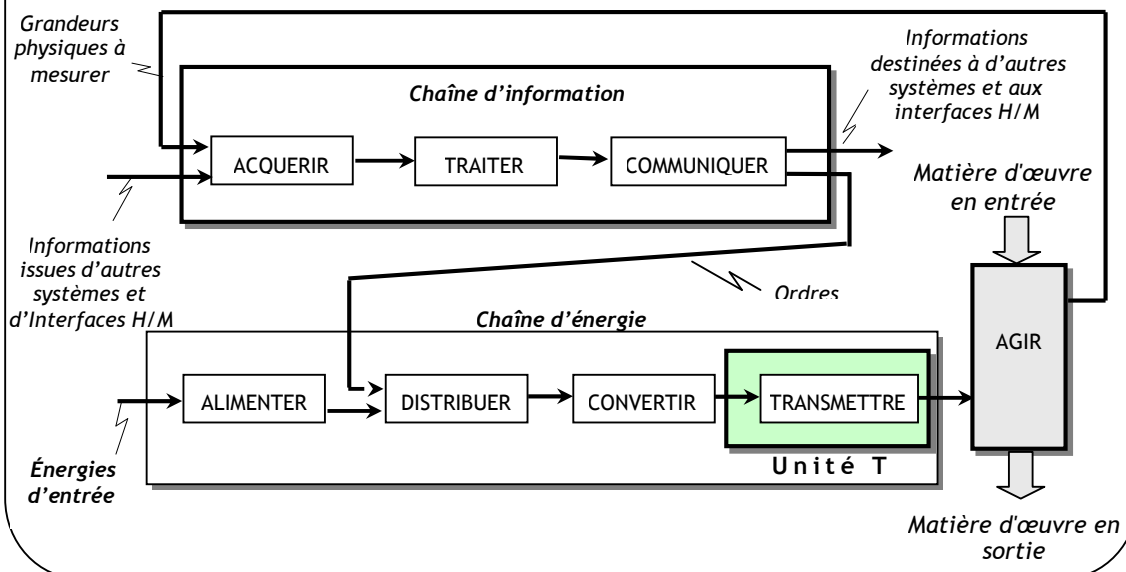 Grandeurs
physiques à
mesurer
Informations
destinées à d'autres
systèmes et aux
interfaces H/M
Chaîne d'information
ACQUERIR
TRAITER
COMMUNIQUER
Matière d'œuvre
en entrée
Informations
issues d'autres
systèmes et
d'Interfaces H/M
Ordres
Chaîne d'énergie
AGIR
ALIMENTER
DISTRIBUER
CONVERTIR
TRANSMETTRE
Unité T
Énergies
d'entrée
Matière d'œuvre en
sortie